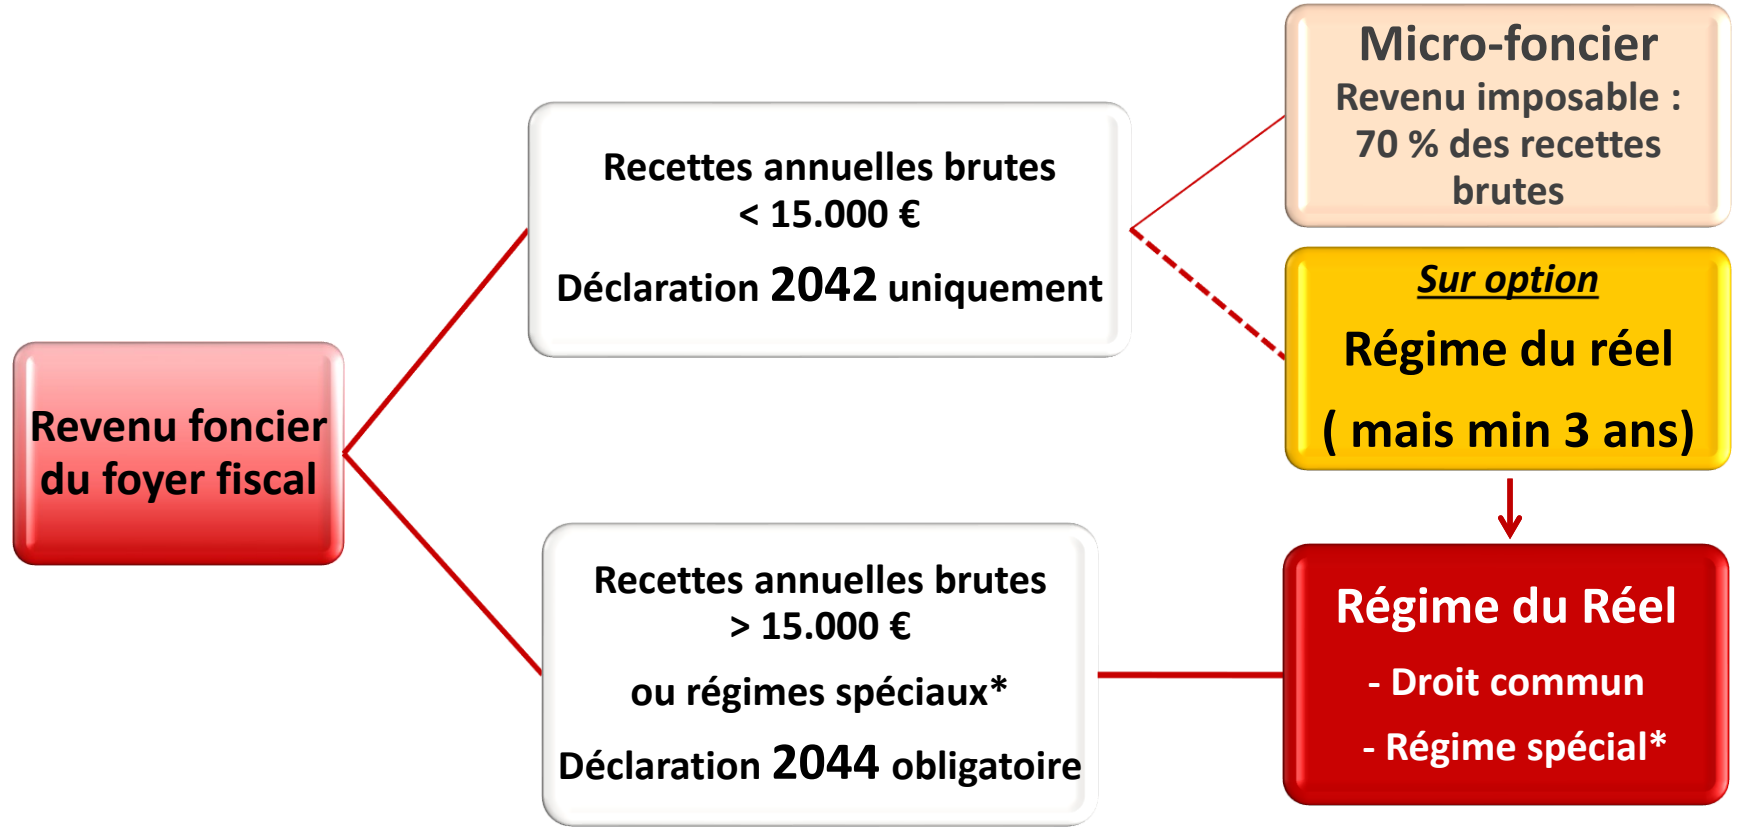 Revenu foncier
du foyer fiscal
Recettes annuelles brutes
< 15.000 €
Déclaration 2042 uniquement
Micro-foncier
Revenu imposable :
70 % des recettes
brutes
Sur option
Régime du réel
( mais min 3 ans)
Recettes annuelles brutes
> 15.000 €
ou régimes spéciaux*
Déclaration 2044 obligatoire
Régime du Réel
- Droit commun
- Régime spécial*